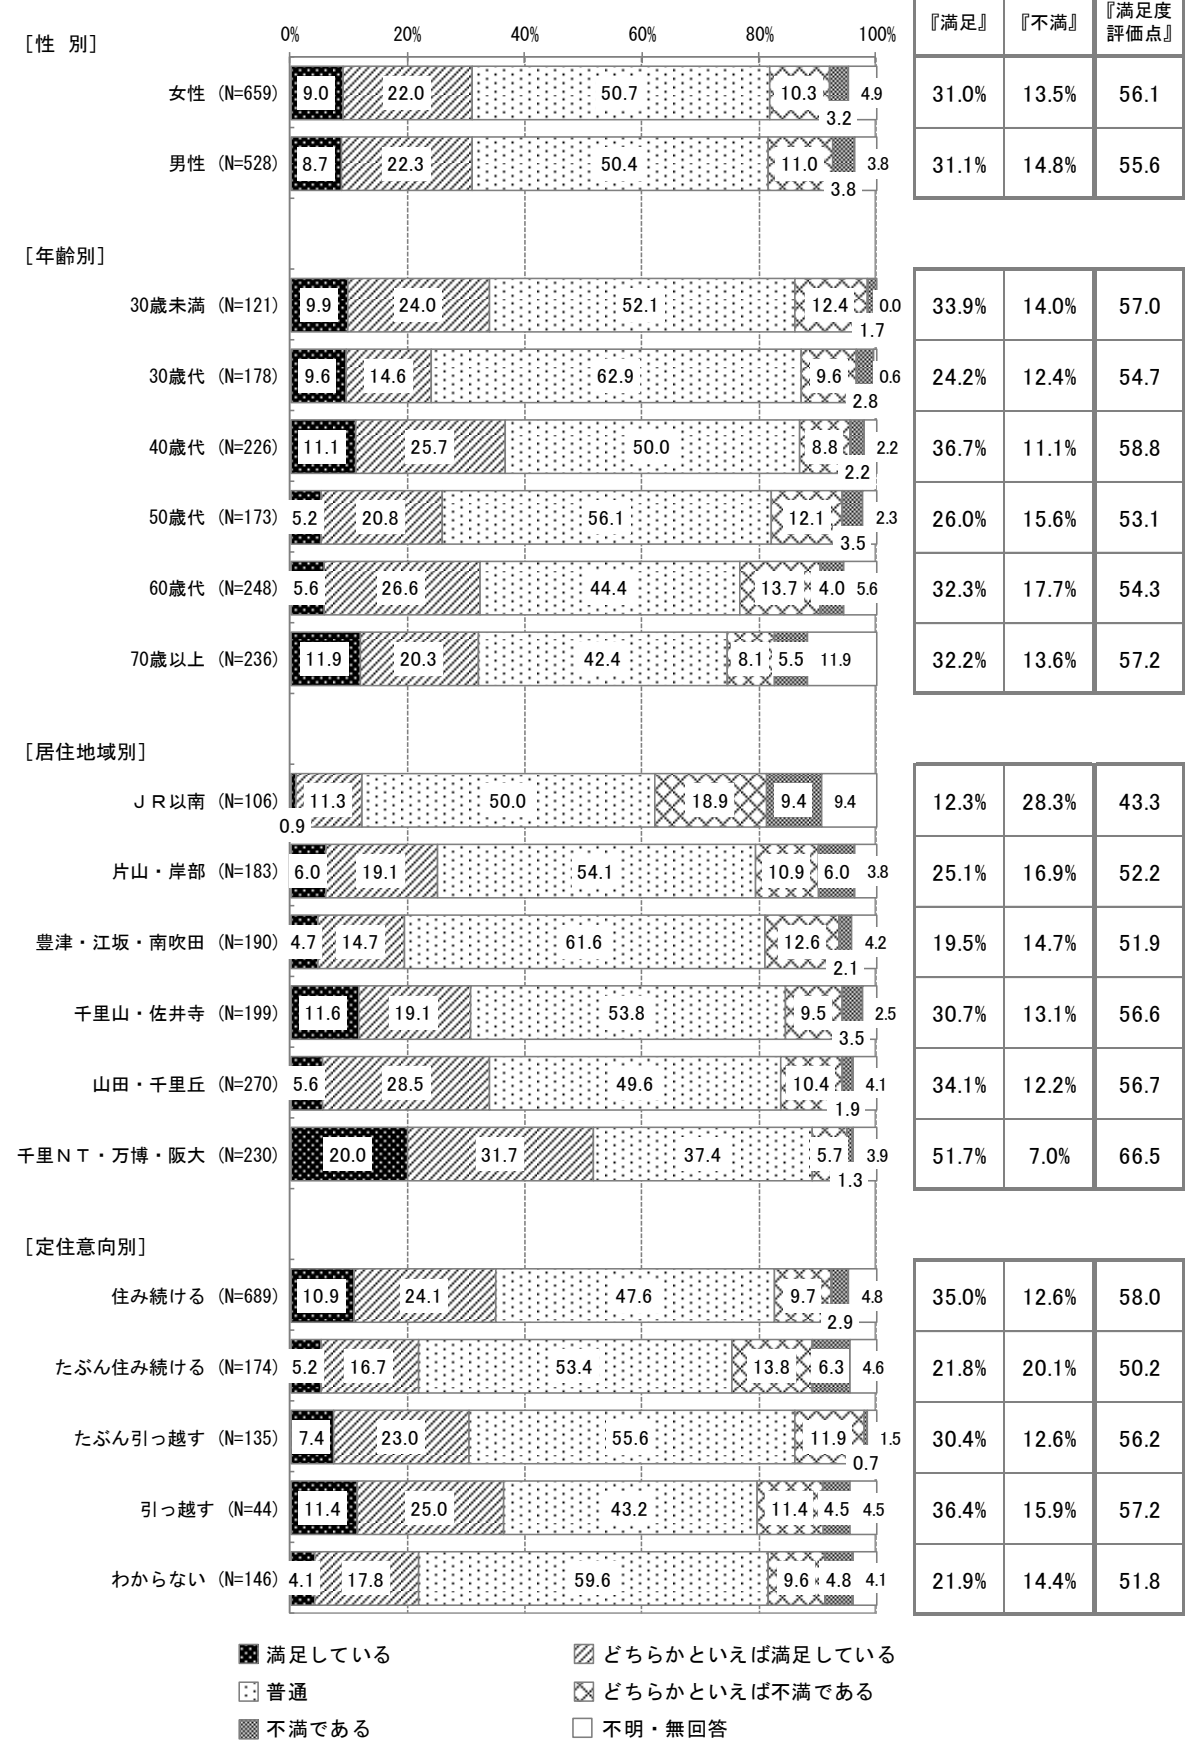 『満足』 『不満』 『満足度評価点』
［性 別］ 0% 20% 40% 60% 80% 100%
女性（N=659） 9.0 22.0 50.7 10.3 3.2 4.9 31.0% 13.5% 56.1
男性（N=528） 8.7 22.3 50.4 11.0 3.8 3.8 31.1% 14.8% 55.6
［年齢別］
30歳未満（N=121） 9.9 24.0 52.1 12.4 1.7 0.0 33.9% 14.0% 57.0
30歳代（N=178） 9.6 14.6 62.9 9.6 2.8 0.6 24.2% 12.4% 54.7
40歳代（N=226） 11.1 25.7 50.0 8.8 2.2 2.2 36.7% 11.1% 58.8
50歳代（N=173） 5.2 20.8 56.1 12.1 3.5 2.3 26.0% 15.6% 53.1
60歳代（N=248） 5.6 26.6 44.4 13.7 4.0 5.6 32.3% 17.7% 54.3
70歳以上（N=236） 11.9 20.3 42.4 8.1 5.5 11.9 32.2% 13.6% 57.2
［居住地域別］
ＪＲ以南（N=106） 0.9 11.3 50.0 18.9 9.4 9.4 12.3% 28.3% 43.3
片山・岸部（N=183） 6.0 19.1 54.1 10.9 6.0 3.8 25.1% 16.9% 52.2
豊津・江坂・南吹田（N=190） 4.7 14.7 61.6 12.6 2.1 4.2 19.5% 14.7% 51.9
千里山・佐井寺（N=199） 11.6 19.1 53.8 9.5 3.5 2.5 30.7% 13.1% 56.6
山田・千里丘（N=270） 5.6 28.5 49.6 10.4 1.9 4.1 34.1% 12.2% 56.7
千里ＮＴ・万博・阪大（N=230） 20.0 31.7 37.4 5.7 1.3 3.9 51.7% 7.0% 66.5
［定住意向別］
住み続ける（N=689） 10.9 24.1 47.6 9.7 2.9 4.8 35.0% 12.6% 58.0
たぶん住み続ける（N=174） 5.2 16.7 53.4 13.8 6.3 4.6 21.8% 20.1% 50.2
たぶん引っ越す（N=135） 7.4 23.0 55.6 11.9 0.7 1.5 30.4% 12.6% 56.2
引っ越す（N=44） 11.4 25.0 43.2 11.4 4.5 4.5 36.4% 15.9% 57.2
わからない（N=146） 4.1 17.8 59.6 9.6 4.8 4.1 21.9% 14.4% 51.8
満足している どちらかといえば満足している
普通 どちらかといえば不満である
不満である 不明・無回答